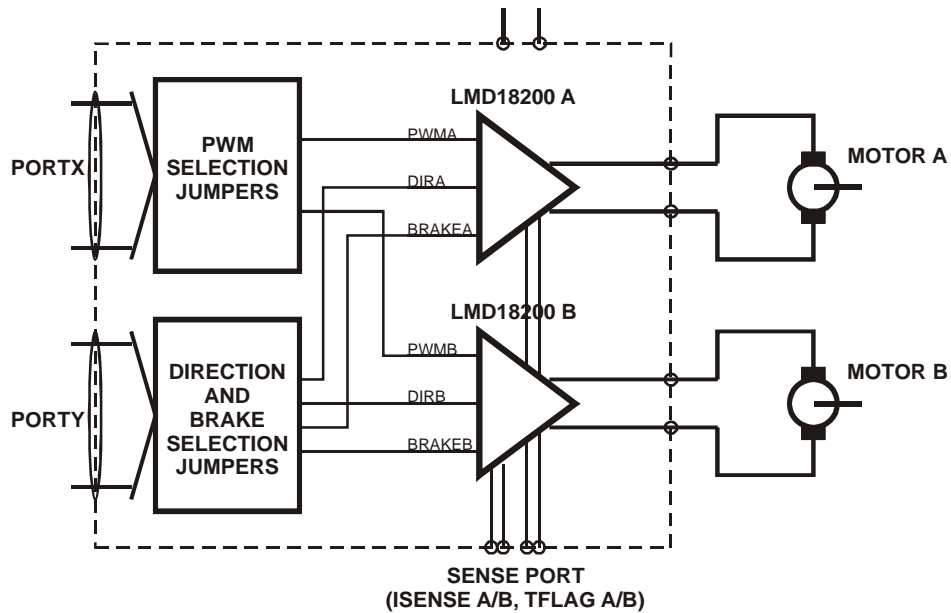 LMD18200 A
PWM
SELECTION
JUMPERS
PORTX
PWMA
DIRA
BRAKEA
MOTOR A
LMD18200 B
DIRECTION
AND
BRAKE
SELECTION
JUMPERS
PORTY
PWMB
DIRB
BRAKEB
MOTOR B
SENSE PORT
(ISENSE A/B, TFLAG A/B)